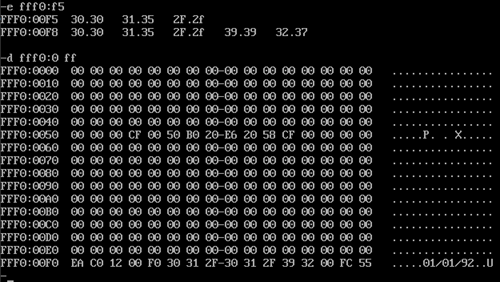 -e fff0:f5
FFF0:00F5  30.30   31.35   2F.2f
FFF0:00F8  30.30   31.35   2F.2f   39.39   32.37
-d fff0:0 ff
FFF0:0000  00 00 00 00 00 00 00 00-00 00 00 00 00 00 00 00   ................
FFF0:0010  00 00 00 00 00 00 00 00-00 00 00 00 00 00 00 00   ................
FFF0:0020  00 00 00 00 00 00 00 00-00 00 00 00 00 00 00 00   ................
FFF0:0030  00 00 00 00 00 00 00 00-00 00 00 00 00 00 00 00   ................
FFF0:0040  00 00 00 00 00 00 00 00-00 00 00 00 00 00 00 00   ................
FFF0:0050  00 00 00 CF 00 50 B0 20-E6 20 58 CF 00 00 00 00   .....P. . X.....
FFF0:0060  00 00 00 00 00 00 00 00-00 00 00 00 00 00 00 00   ................
FFF0:0070  00 00 00 00 00 00 00 00-00 00 00 00 00 00 00 00   ................
FFF0:0080  00 00 00 00 00 00 00 00-00 00 00 00 00 00 00 00   ................
FFF0:0090  00 00 00 00 00 00 00 00-00 00 00 00 00 00 00 00   ................
FFF0:00A0  00 00 00 00 00 00 00 00-00 00 00 00 00 00 00 00   ................
FFF0:00B0  00 00 00 00 00 00 00 00-00 00 00 00 00 00 00 00   ................
FFF0:00C0  00 00 00 00 00 00 00 00-00 00 00 00 00 00 00 00   ................
FFF0:00D0  00 00 00 00 00 00 00 00-00 00 00 00 00 00 00 00   ................
FFF0:00E0  00 00 00 00 00 00 00 00-00 00 00 00 00 00 00 00   ................
FFF0:00F0  EA C0 12 00 F0 30 31 2F-30 31 2F 39 32 00 FC 55   .....01/01/92..U
-